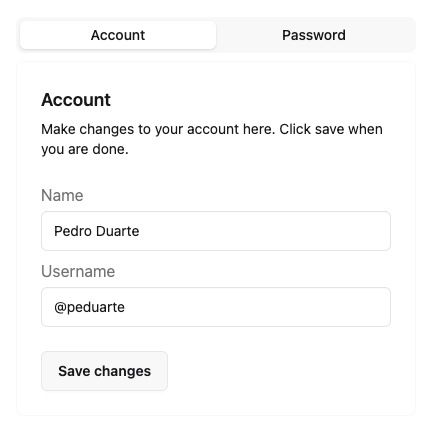 Account
Password
Account
Make changes to your account here. Click save when
you are done.
Name
Pedro Duarte
Username
@peduarte
Save changes